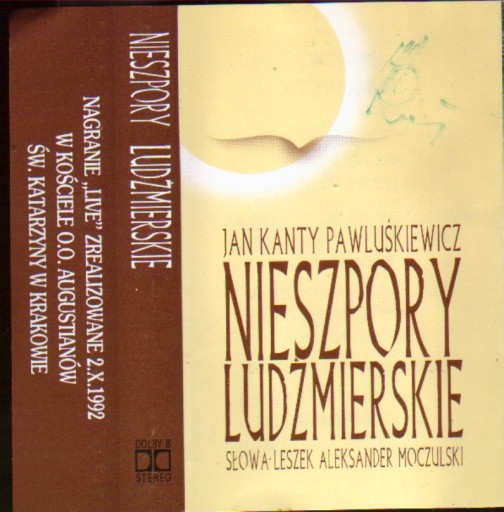 NIESZPORY LUDŹMIERSKIE
NAGRANIE „LIVE” ZREALIZOWANE 2.X.1992
W KOŚCIELE O.O. AUGUSTIANÓW
ŚW. KATARZYNY W KRAKOWIE
DOLBY B
STEREO
JAN KANTY PAWLUŚKIEWICZ
NIESZPORY
LUDŹMIERSKIE
SŁOWA·LESZEK ALEKSANDER MOCZULSKI